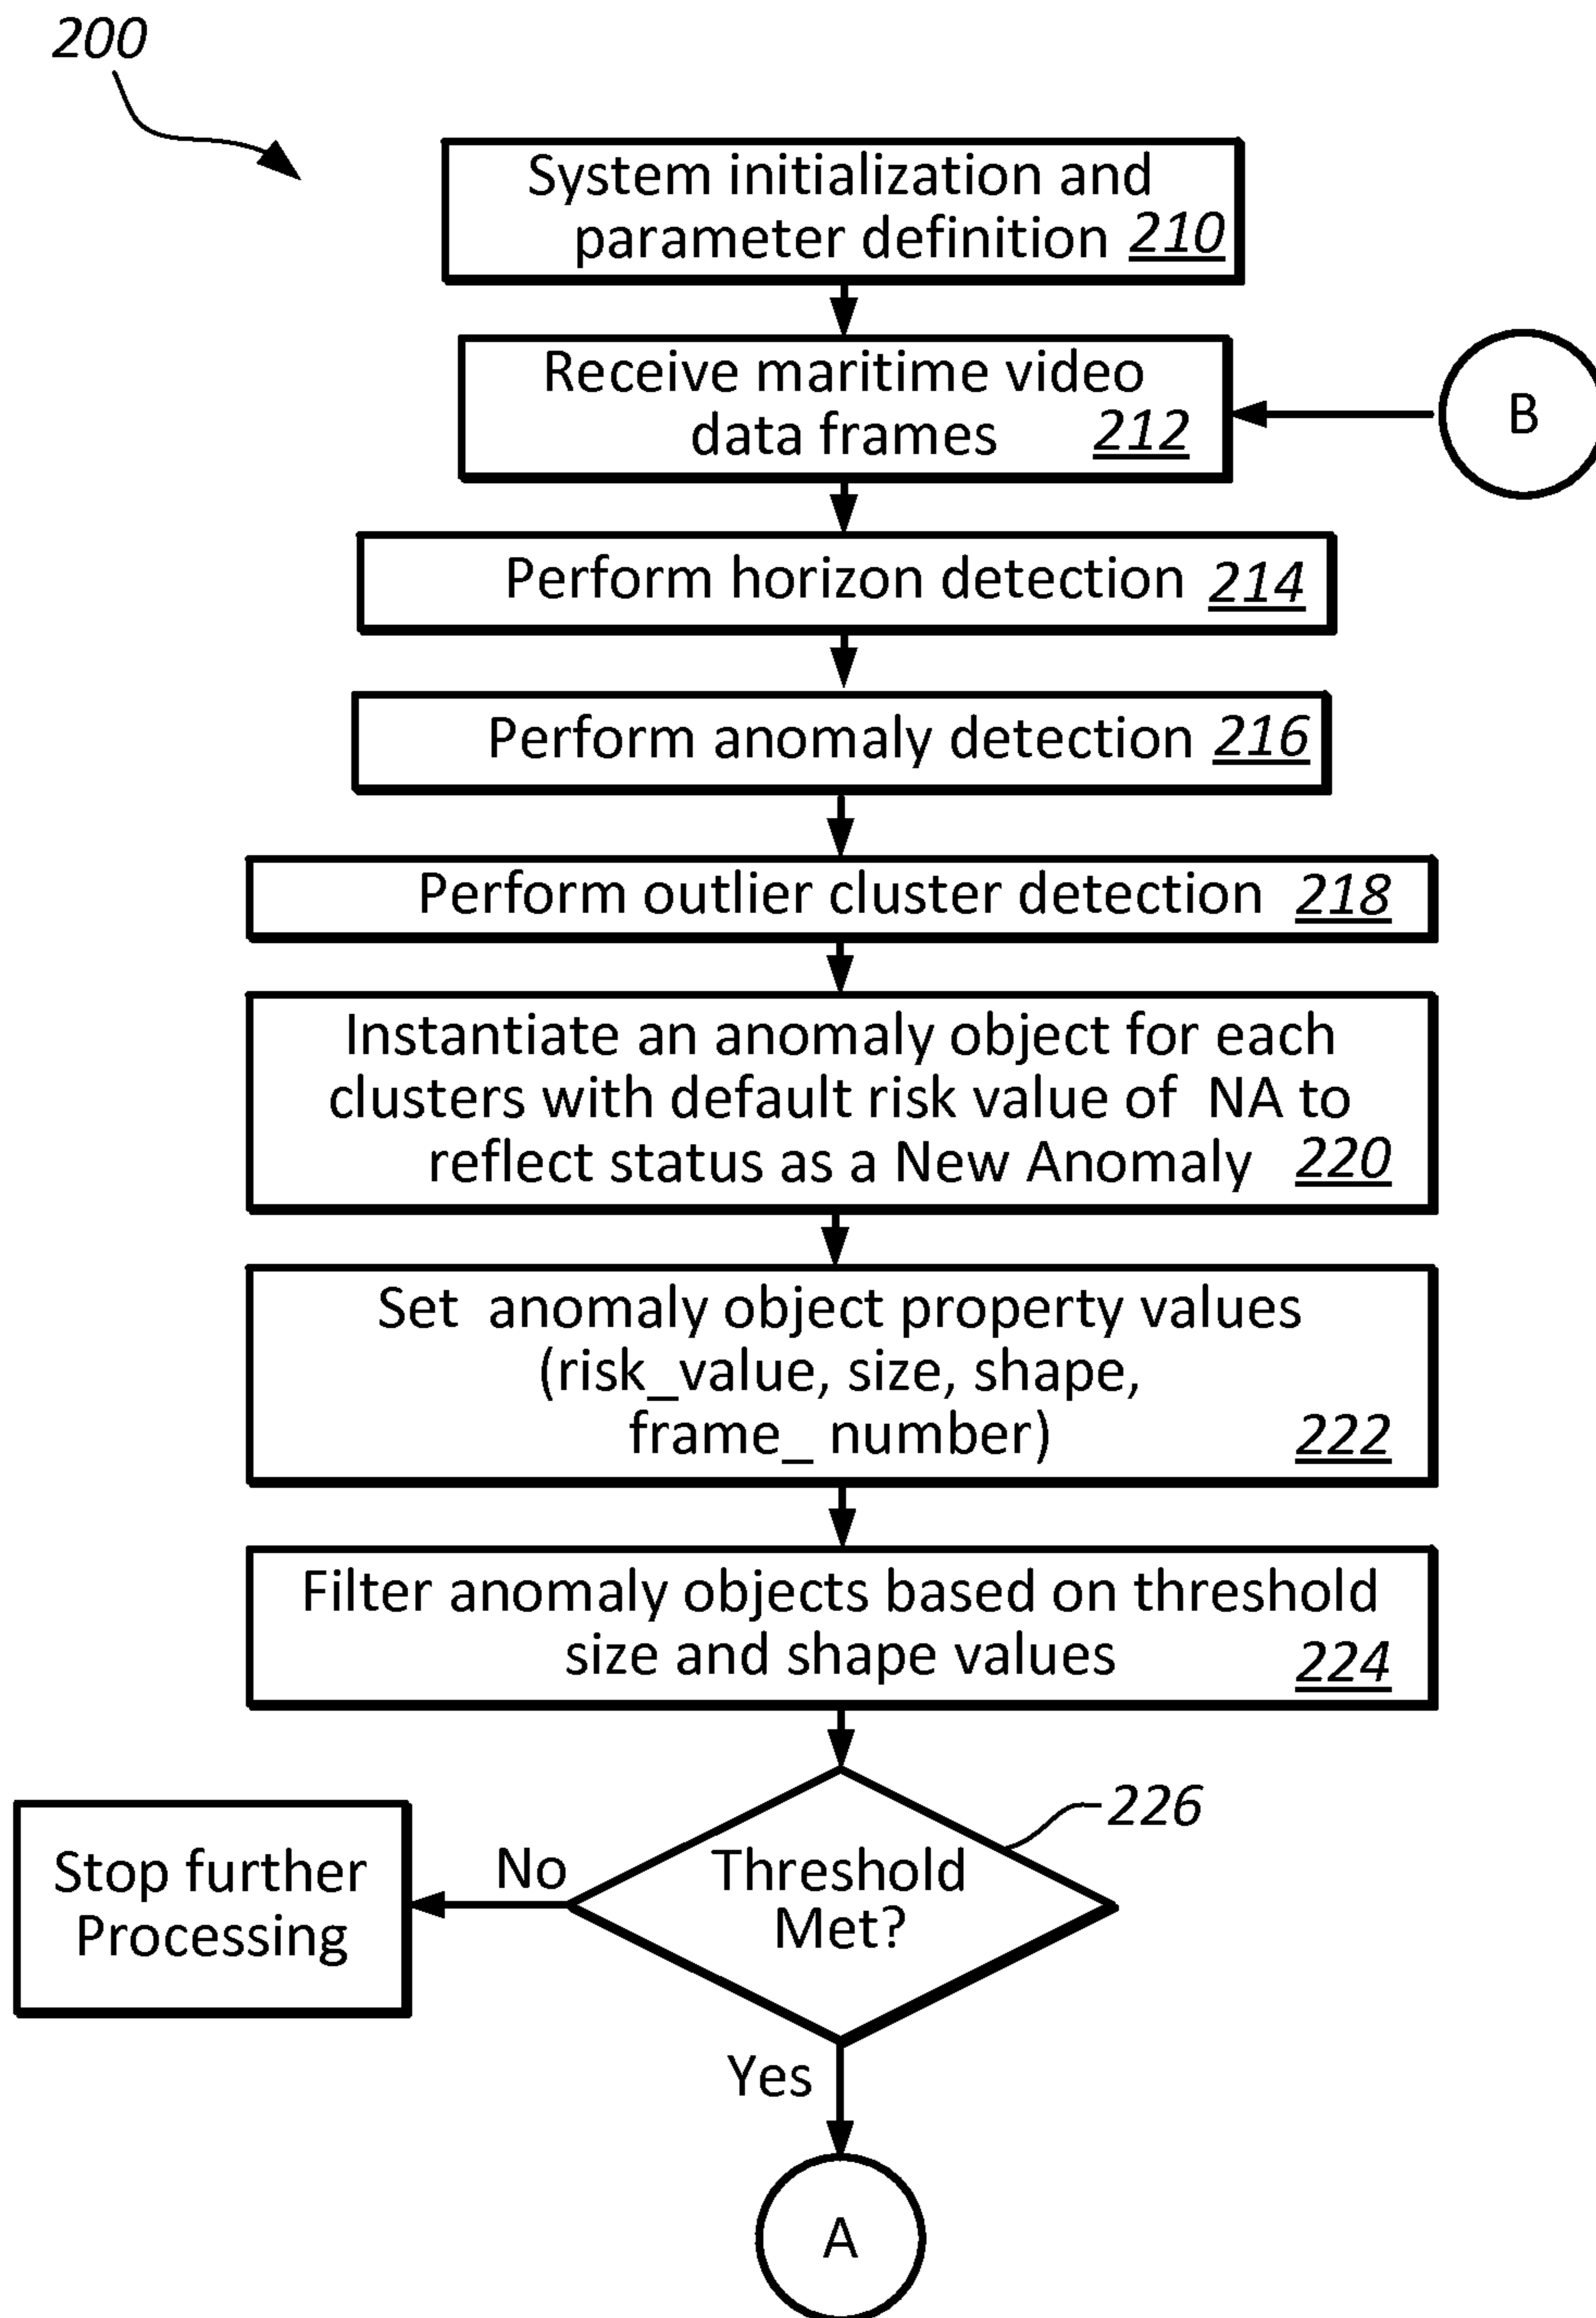 200
System initialization and
parameter definition 210
Receive maritime video
data frames 212
B
Perform horizon detection 214
Perform anomaly detection 216
Perform outlier cluster detection 218
Instantiate an anomaly object for each
clusters with default risk value of NA to
reflect status as a New Anomaly 220
Set anomaly object property values
(risk_value, size, shape,
frame_ number) 222
Filter anomaly objects based on threshold
size and shape values 224
226
Threshold
Met?
No
Stop further
Processing
Yes
A